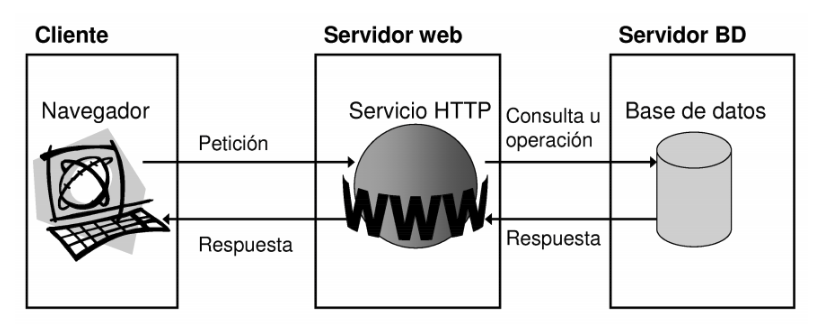 Cliente
Servidor web
Servidor BD
Navegador
Servicio HTTP
Base de datos
Petición
Consulta u
operación
WWW
Respuesta
Respuesta